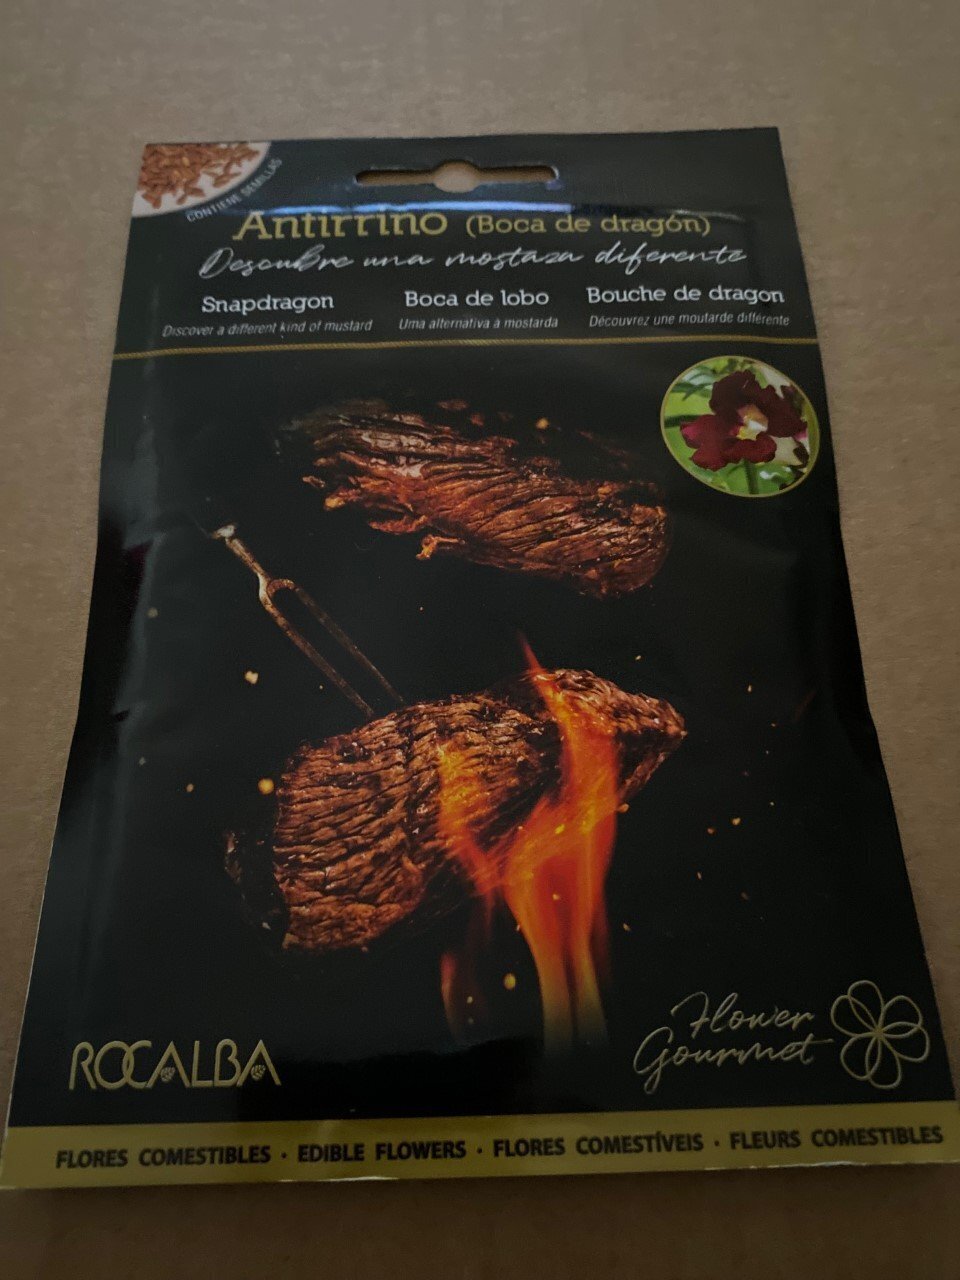 CONTIENE SEMILLAS
Antirrino (Boca de dragón)
Descubre una mostaza diferente
Snapdragon
Discover a different kind of mustard
Boca de lobo
Uma alternativa à mostarda
Bouche de dragon
Découvrez une moutarde différente
ROCALBA
Flower
Gourmet
FLORES COMESTIBLES · EDIBLE FLOWERS · FLORES COMESTÍVEIS · FLEURS COMESTIBLES